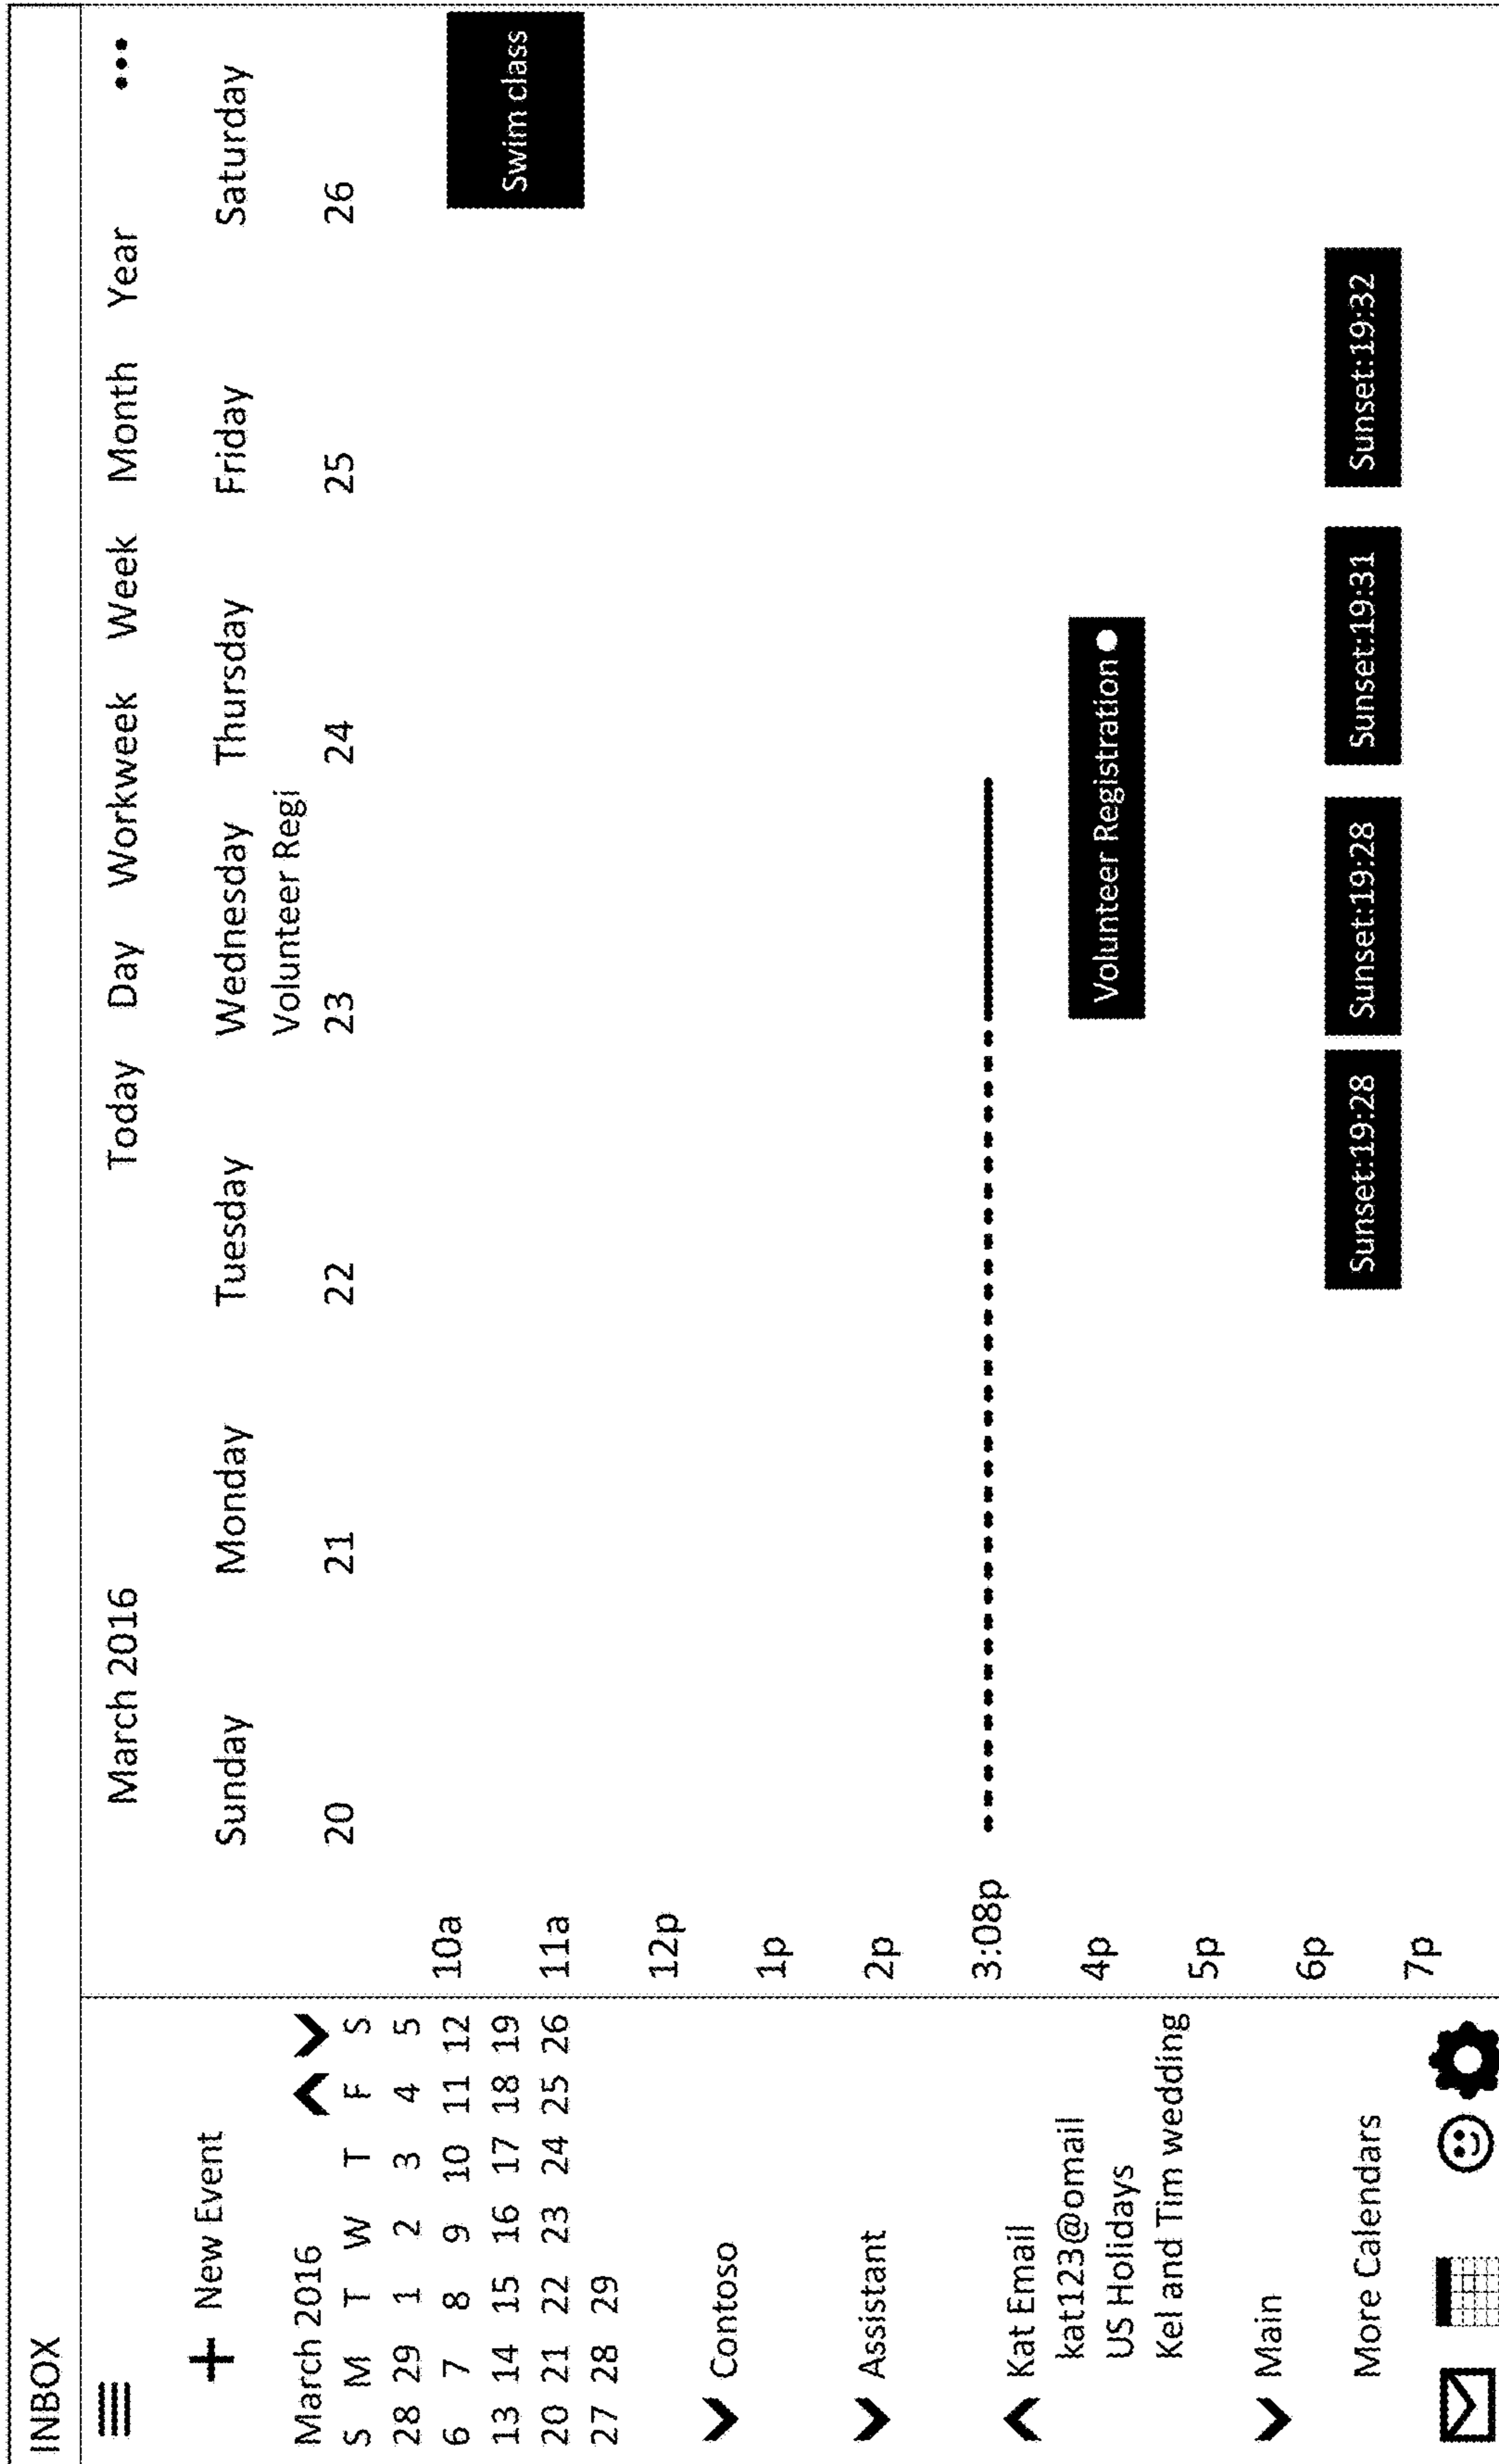 INBOX
March 2016 Today Day Workweek Week Month Year •••
+ New Event
Sunday Monday Tuesday Wednesday Thursday Friday Saturday
Volunteer Regi
20 21 22 23 24 25 26
March 2016
S M T W T F S
28 29 1 2 3 4 5
6 7 8 9 10 11 12
13 14 15 16 17 18 19
20 21 22 23 24 25 26
27 28 29
Contoso
Assistant
Kat Email
kat123@omail
US Holidays
Kel and Tim wedding
Main
More Calendars
10a
Swim class
11a
12p
1p
2p
3:08p
4p
Volunteer Registration
5p
6p
Sunset:19:28 Sunset:19:28 Sunset:19:31 Sunset:19:32
7p